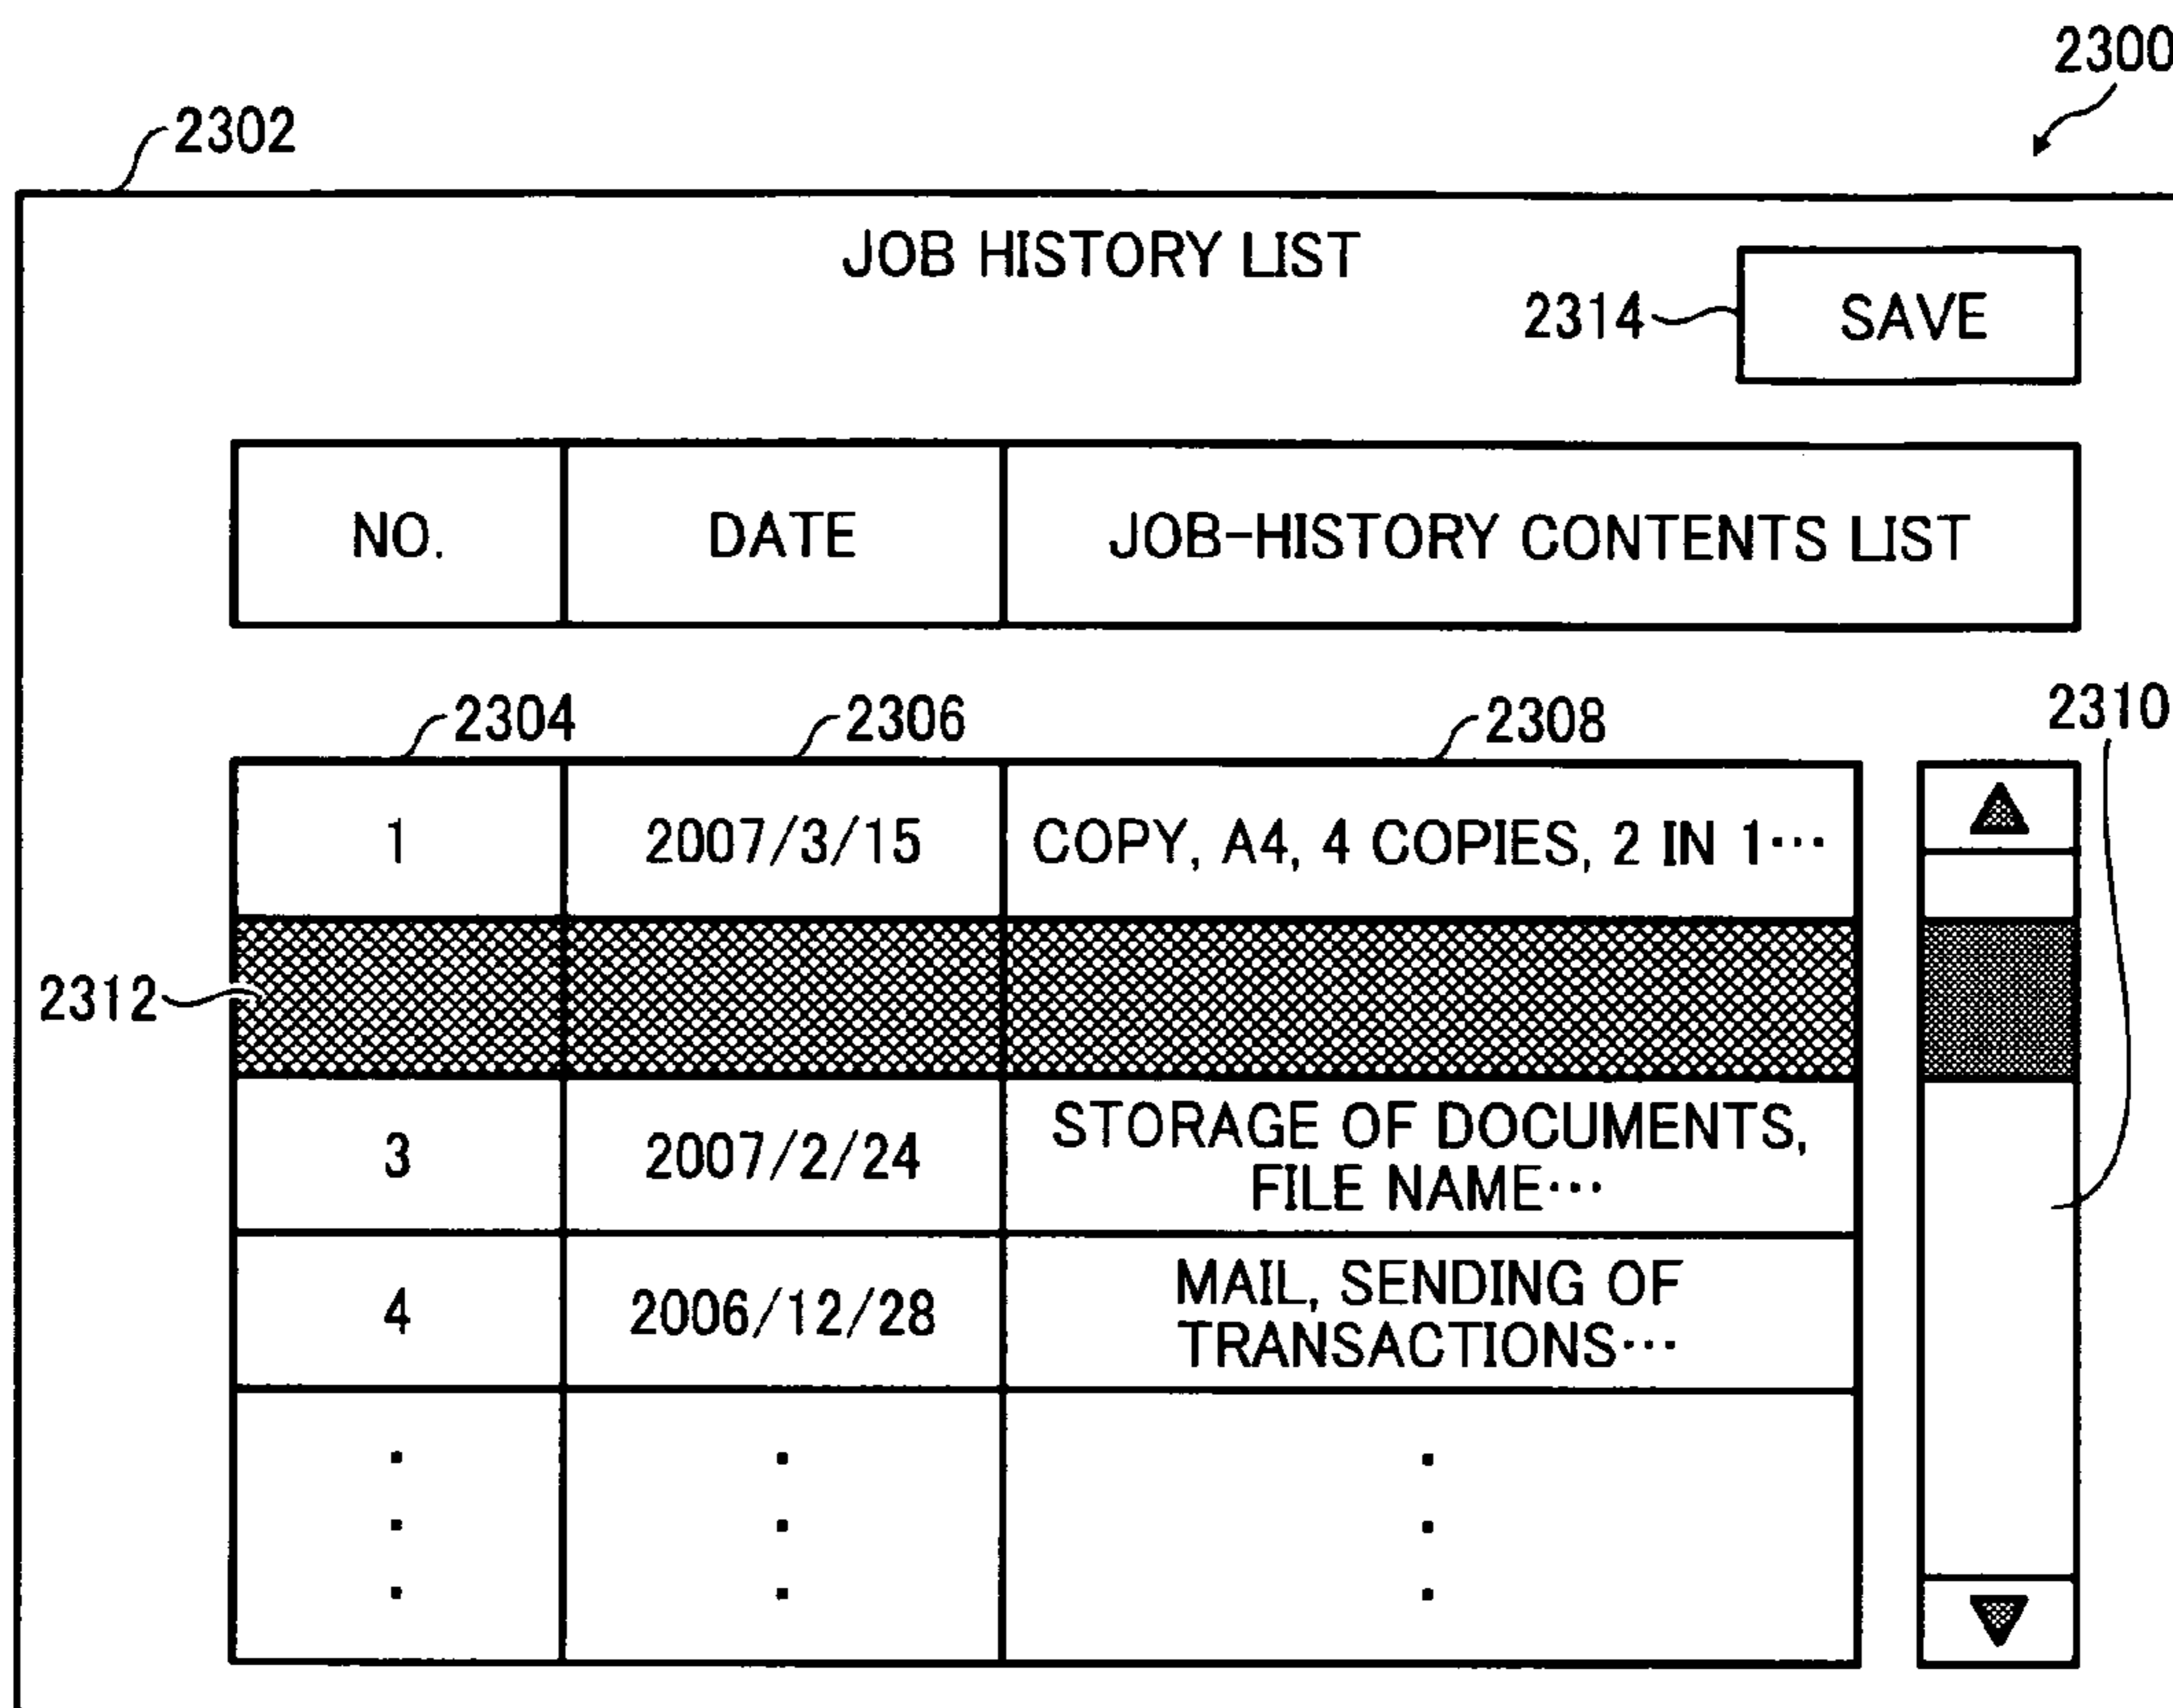 2300
2302
JOB HISTORY LIST
2314
SAVE
NO.
DATE
JOB-HISTORY CONTENTS LIST
2304
2306
2308
2310
1
2007/3/15
COPY, A4, 4 COPIES, 2 IN 1···
2312
3
2007/2/24
STORAGE OF DOCUMENTS,
FILE NAME···
4
2006/12/28
MAIL, SENDING OF
TRANSACTIONS···